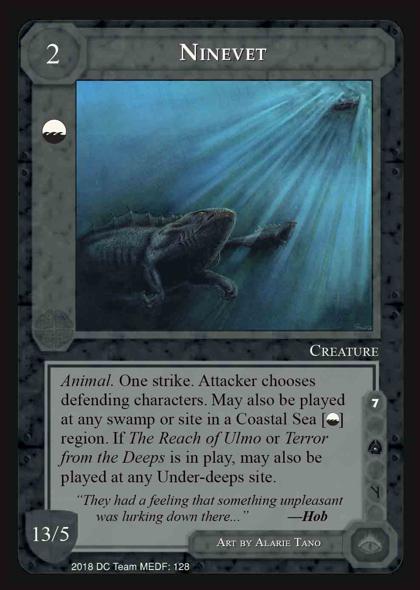 2
NINEVET
CREATURE
Animal. One strike. Attacker chooses
defending characters. May also be played
at any swamp or site in a Coastal Sea []
region. If The Reach of Ulmo or Terror
from the Deeps is in play, may also be
played at any Under-deeps site.
7
"They had a feeling that something unpleasant
was lurking down there..." —Hob
13/5
ART BY ALARIE TANO
2018 DC Team MEDF: 128